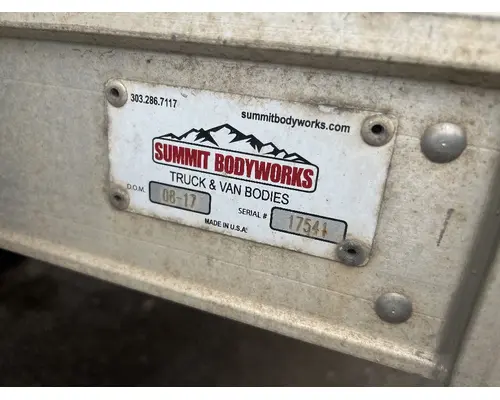 303.286.7117
summitbodyworks.com
SUMMIT BODYWORKS
TRUCK & VAN BODIES
D.O.M. 08-17
SERIAL # 17541
MADE IN U.S.A.